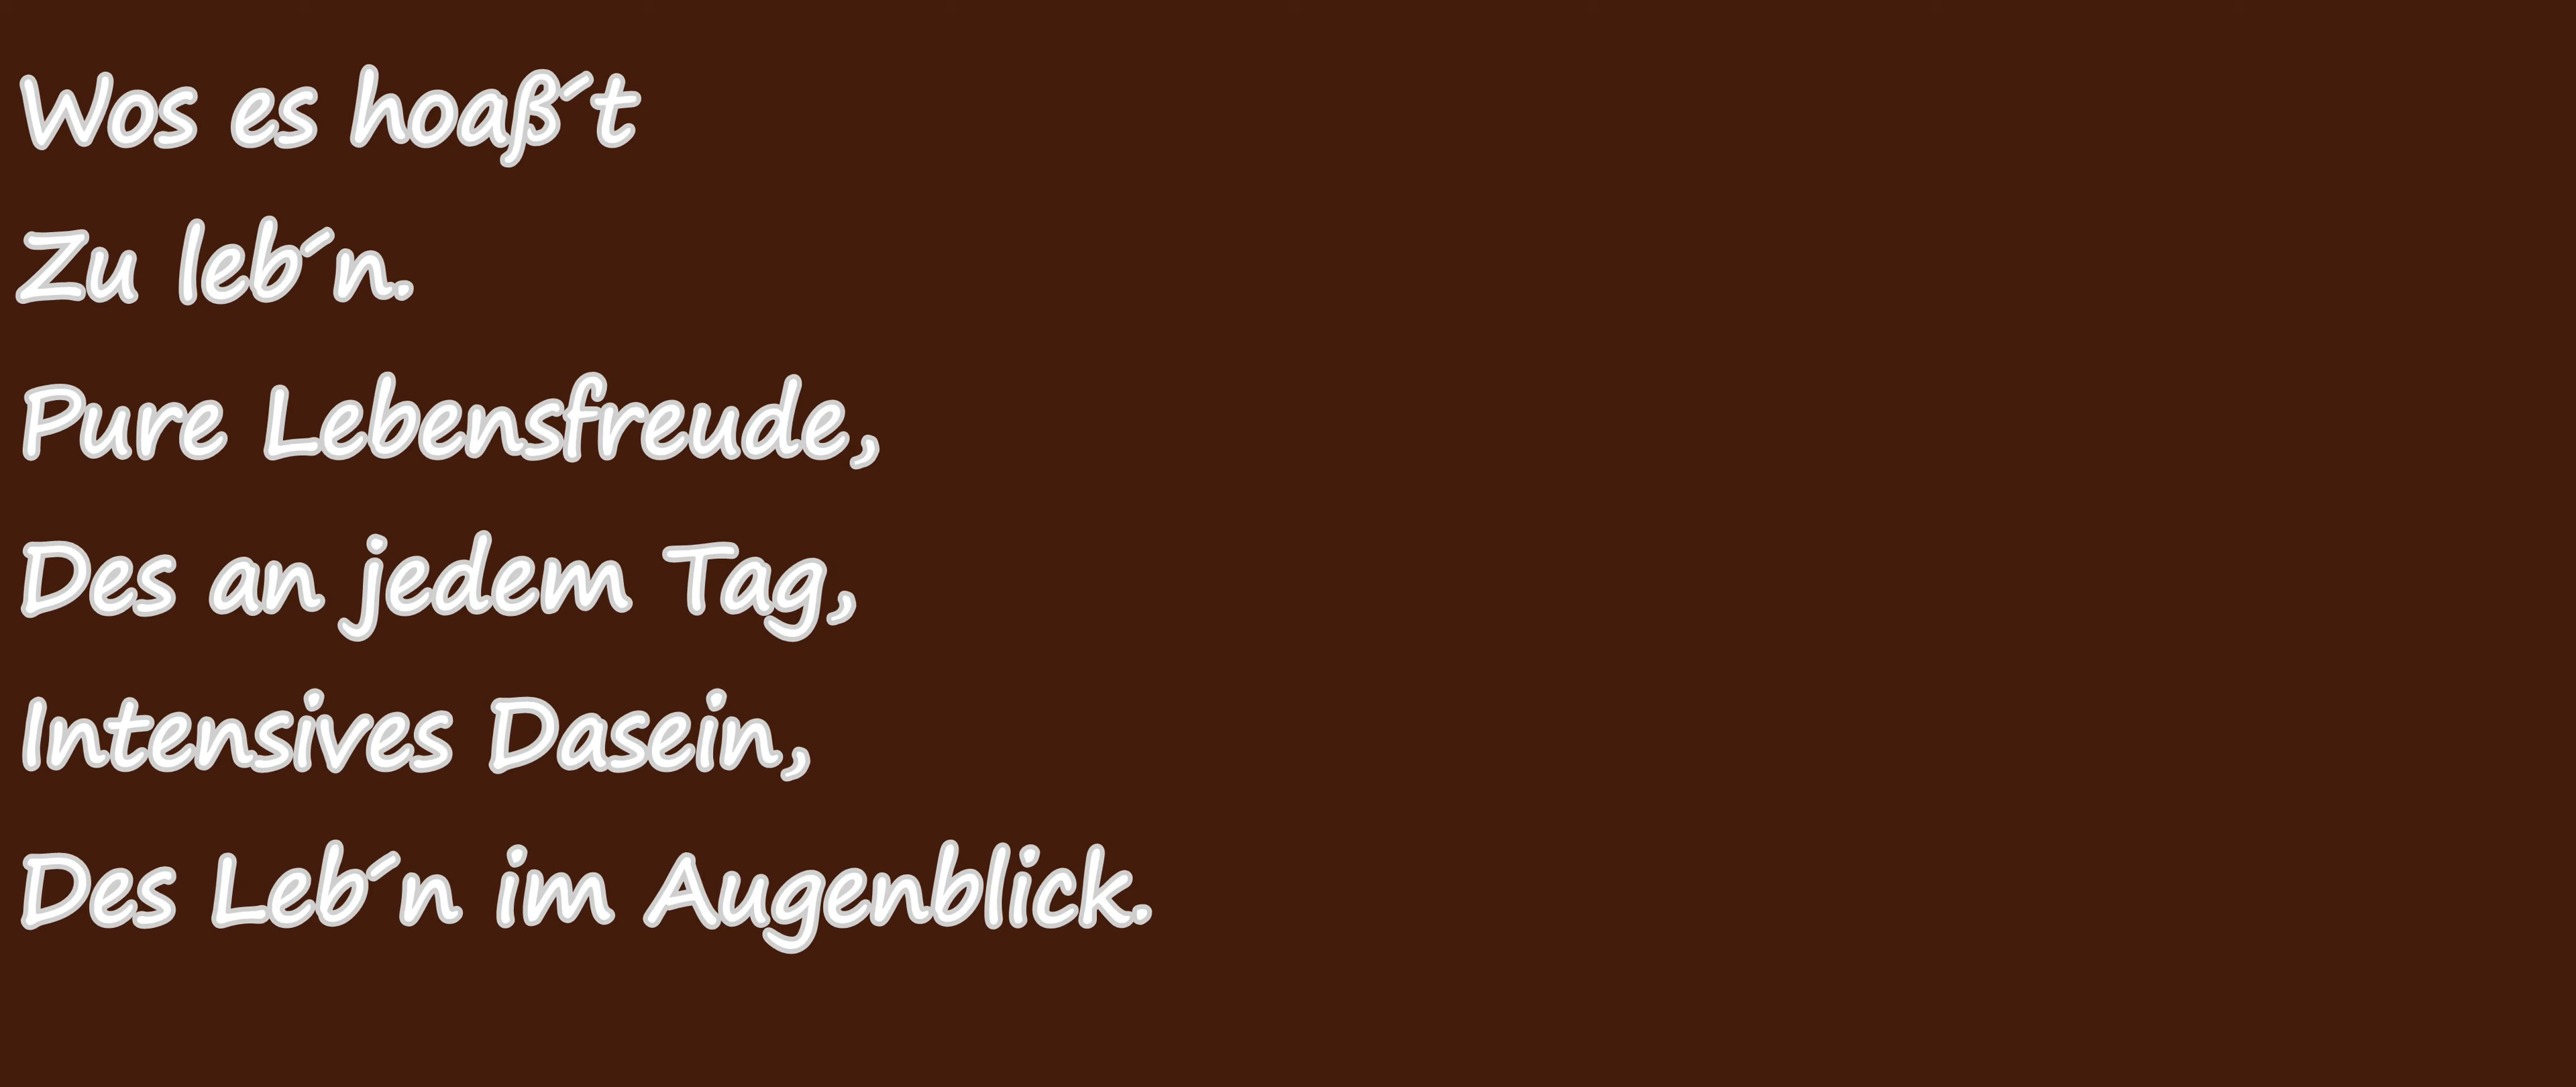 Wos es hoaß´t
Zu leb´n.
Pure Lebensfreude,
Des an jedem Tag,
Intensives Dasein,
Des Leb´n im Augenblick.